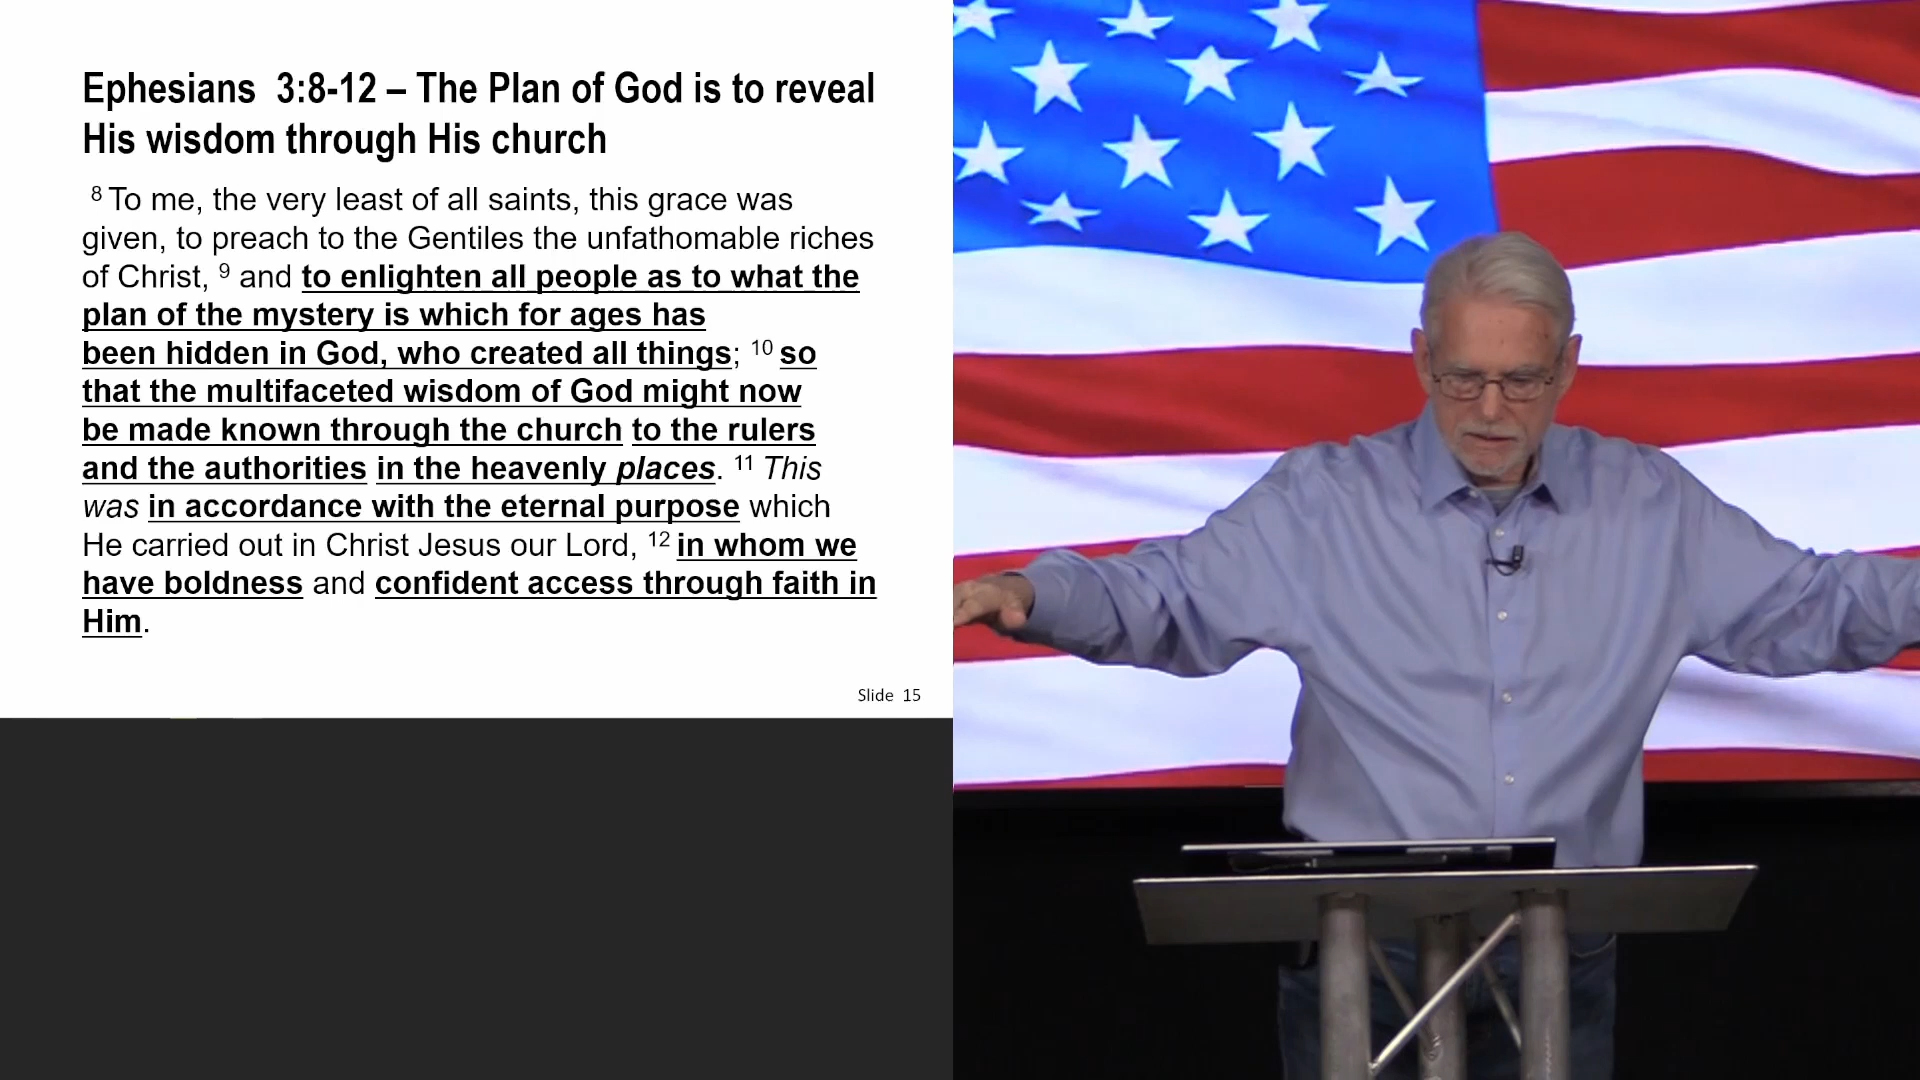 Ephesians  3:8-12 – The Plan of God is to reveal
His wisdom through His church
8 To me, the very least of all saints, this grace was
given, to preach to the Gentiles the unfathomable riches
of Christ, 9 and to enlighten all people as to what the
plan of the mystery is which for ages has
been hidden in God, who created all things; 10 so
that the multifaceted wisdom of God might now
be made known through the church to the rulers
and the authorities in the heavenly places. 11 This
was in accordance with the eternal purpose which
He carried out in Christ Jesus our Lord, 12 in whom we
have boldness and confident access through faith in
Him.
Slide  15